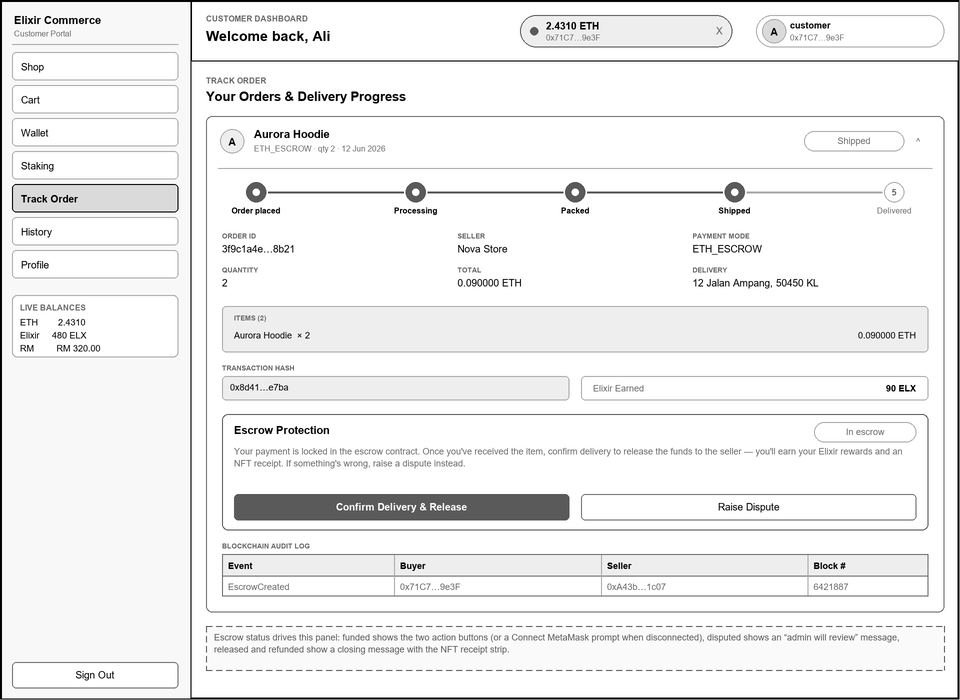 Elixir Commerce
Customer Portal
Shop
Cart
Wallet
Staking
Track Order
History
Profile
LIVE BALANCES
ETH 2.4310
Elixir 480 ELX
RM RM 320.00
Sign Out
CUSTOMER DASHBOARD
Welcome back, Ali
2.4310 ETH
0x71C7…9e3F
X
A
customer
0x71C7…9e3F
TRACK ORDER
Your Orders & Delivery Progress
A
Aurora Hoodie
ETH_ESCROW · qty 2 · 12 Jun 2026
Shipped
^
5
Order placed Processing Packed Shipped Delivered
ORDER ID SELLER PAYMENT MODE
3f9c1a4e…8b21 Nova Store ETH_ESCROW
QUANTITY TOTAL DELIVERY
2 0.090000 ETH 12 Jalan Ampang, 50450 KL
ITEMS (2)
Aurora Hoodie × 2 0.090000 ETH
TRANSACTION HASH
0x8d41…e7ba
Elixir Earned 90 ELX
Escrow Protection
In escrow
Your payment is locked in the escrow contract. Once you've received the item, confirm delivery to release the funds to the seller — you'll earn your Elixir rewards and an
NFT receipt. If something's wrong, raise a dispute instead.
Confirm Delivery & Release
Raise Dispute
BLOCKCHAIN AUDIT LOG
Event Buyer Seller Block #
EscrowCreated 0x71C7…9e3F 0xA43b…1c07 6421887
Escrow status drives this panel: funded shows the two action buttons (or a Connect MetaMask prompt when disconnected), disputed shows an “admin will review” message,
released and refunded show a closing message with the NFT receipt strip.